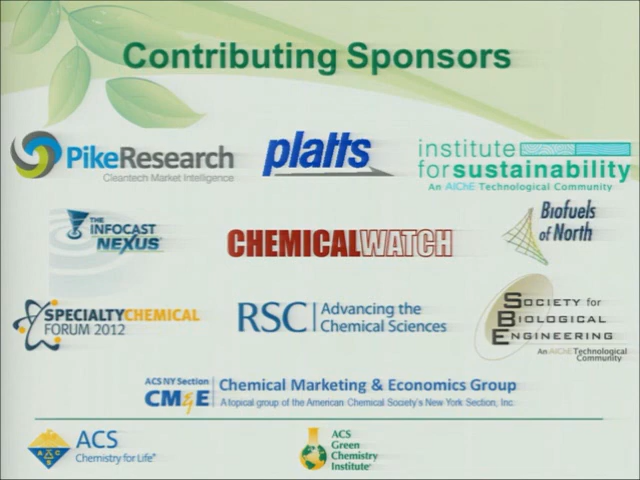 Contributing Sponsors
PikeResearch
Cleantech Market Intelligence
platts
institute
for sustainability
An AIChE Technological Community
THE
INFOCAST
NEXUS
CHEMICALWATCH
Biofuels
of North
SPECIALTYCHEMICAL
FORUM 2012
RSC
Advancing the
Chemical Sciences
SOCIETY for
BIOLOGICAL
ENGINEERING
An AIChE Technological
Community
ACS NY Section
CM&E
Chemical Marketing & Economics Group
A topical group of the American Chemical Society's New York Section, Inc.
ACS
Chemistry for Life®
ACS
Green
Chemistry
Institute®